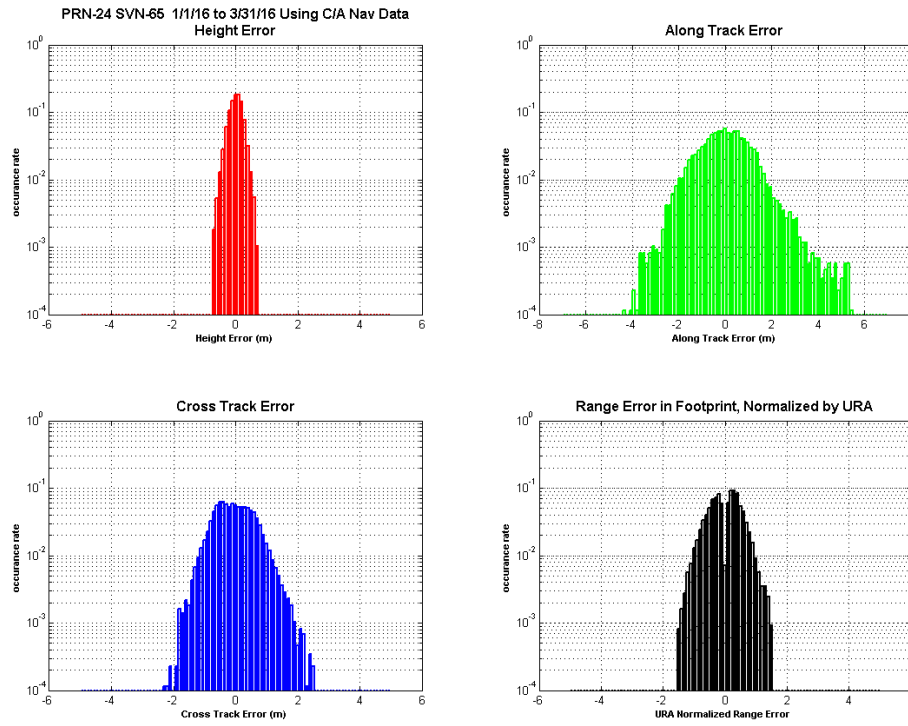 PRN-24 SVN-65 1/1/16 to 3/31/16 Using C/A Nav Data
Height Error
10^0
10^-1
10^-2
10^-3
10^-4
occurance rate
-6 -4 -2 0 2 4 6
Height Error (m)
Along Track Error
10^0
10^-1
10^-2
10^-3
10^-4
occurance rate
-8 -6 -4 -2 0 2 4 6 8
Along Track Error (m)
Cross Track Error
10^0
10^-1
10^-2
10^-3
10^-4
occurance rate
-6 -4 -2 0 2 4 6
Cross Track Error (m)
Range Error in Footprint, Normalized by URA
10^0
10^-1
10^-2
10^-3
10^-4
occurance rate
-6 -4 -2 0 2 4 6
URA Normalized Range Error